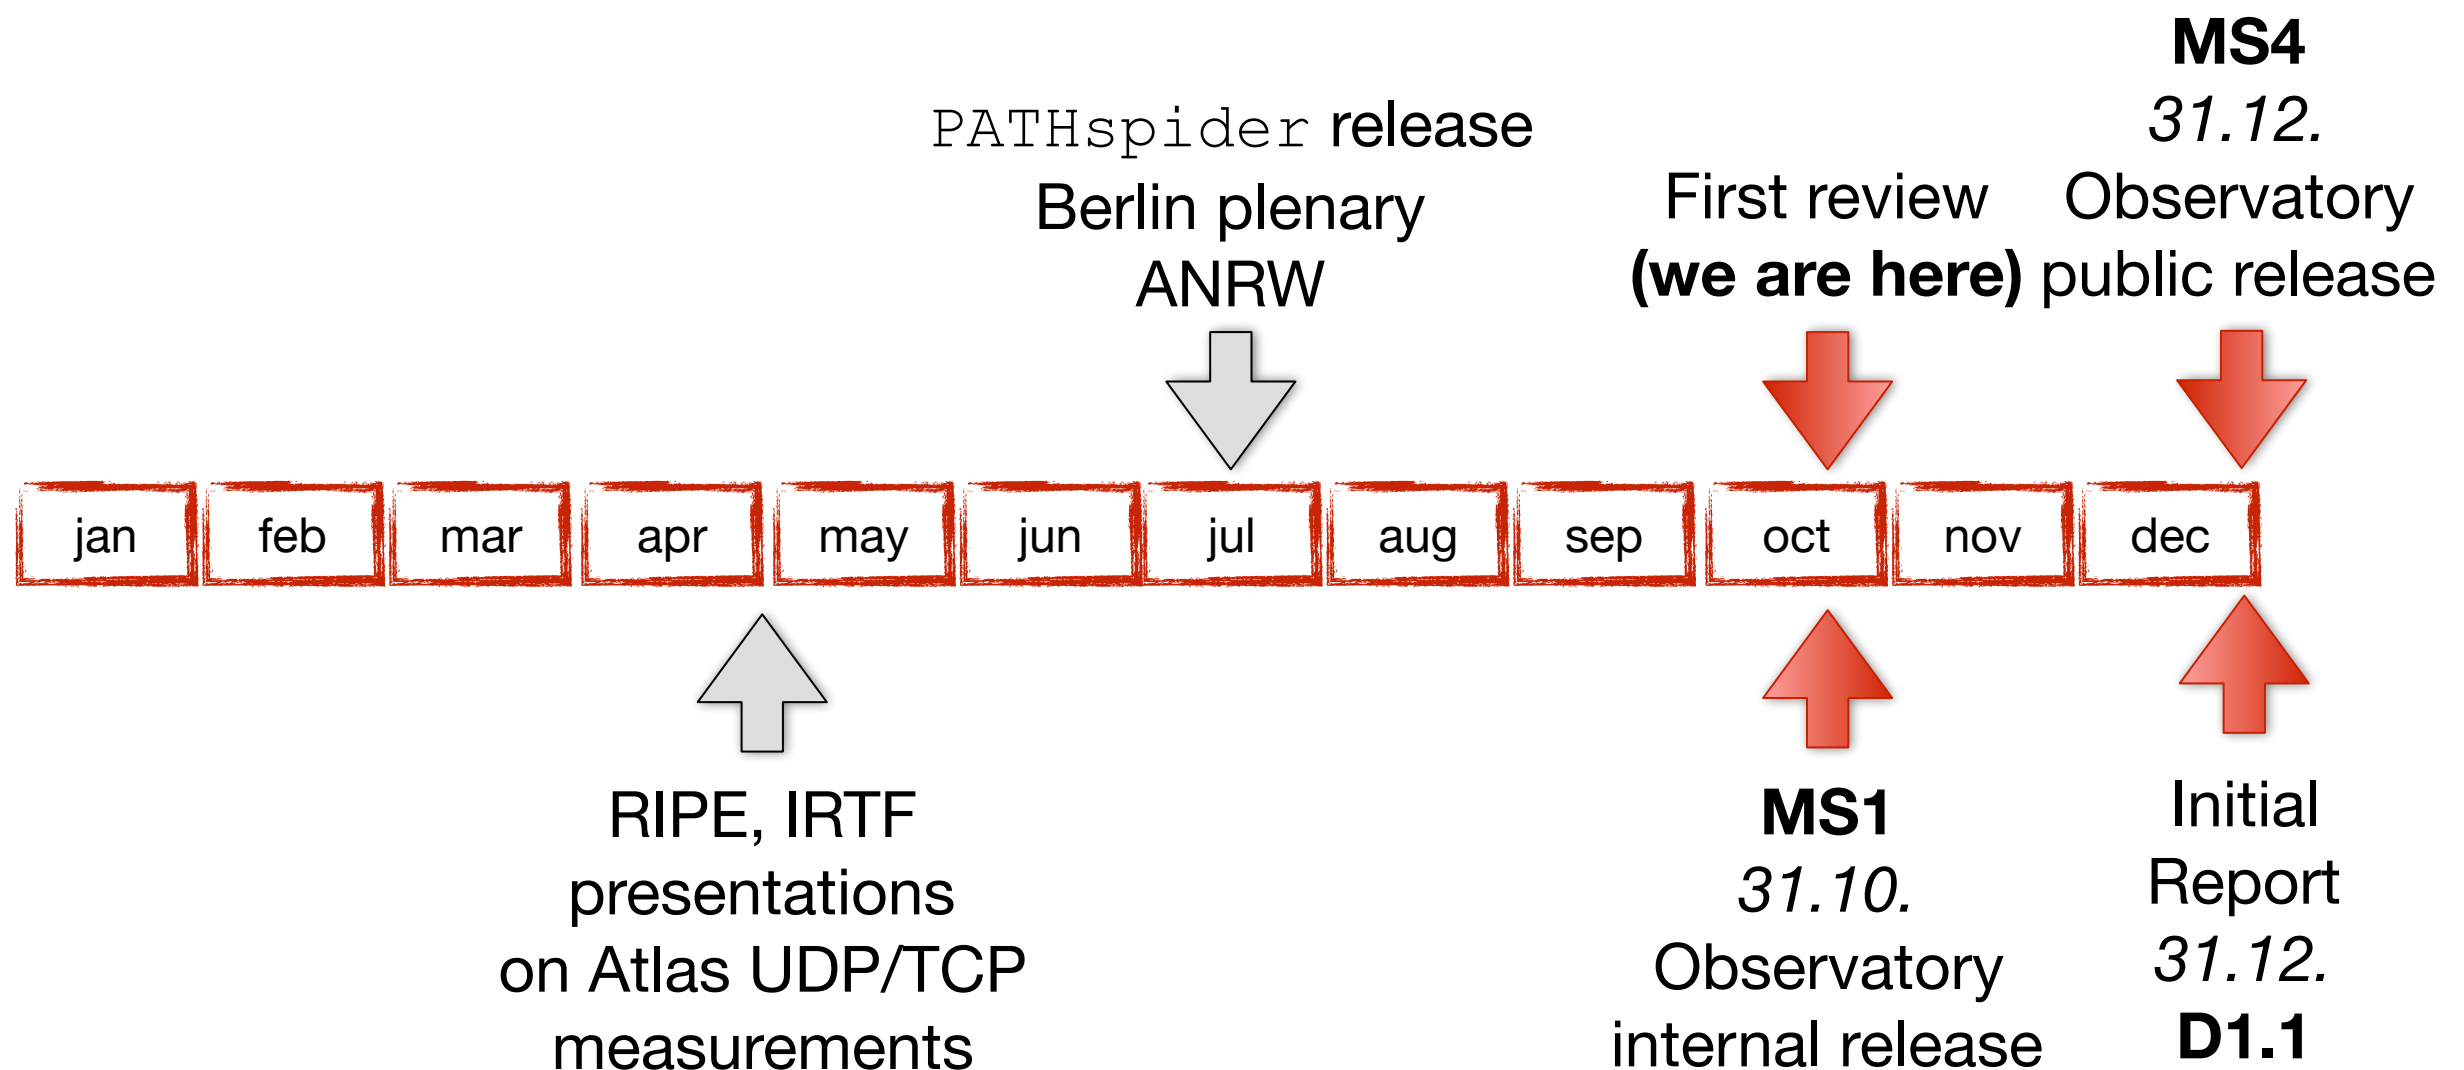 MS4
31.12.
Observatory
public release
PATHspider release
Berlin plenary
ANRW
First review
(we are here)
jan
feb
mar
apr
may
jun
jul
aug
sep
oct
nov
dec
RIPE, IRTF
presentations
on Atlas UDP/TCP
measurements
MS1
31.10.
Observatory
internal release
Initial
Report
31.12.
D1.1